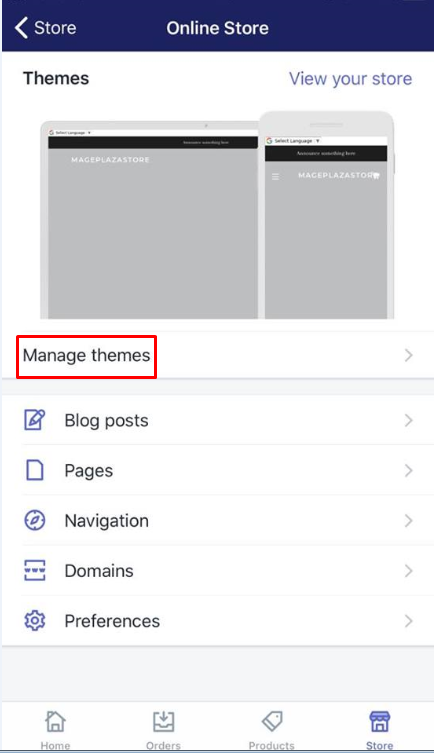 Store
Online Store
Themes
View your store
Select Language ▼
Announce something here
MAGEPLAZASTORE
Select Language ▼
Announce something here
MAGEPLAZASTOR
Manage themes
Blog posts
Pages
Navigation
Domains
Preferences
Home
Orders
Products
Store